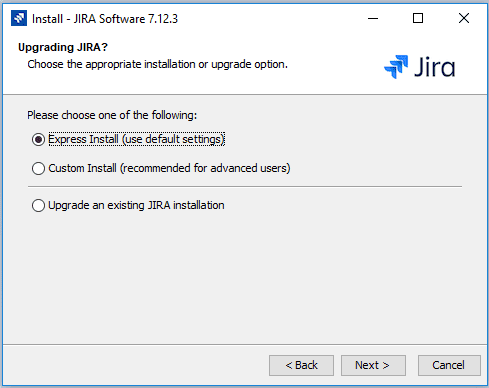 Install - JIRA Software 7.12.3
Upgrading JIRA?
Choose the appropriate installation or upgrade option.
Jira
Please choose one of the following:
Express Install (use default settings)
Custom Install (recommended for advanced users)
Upgrade an existing JIRA installation
< Back
Next >
Cancel